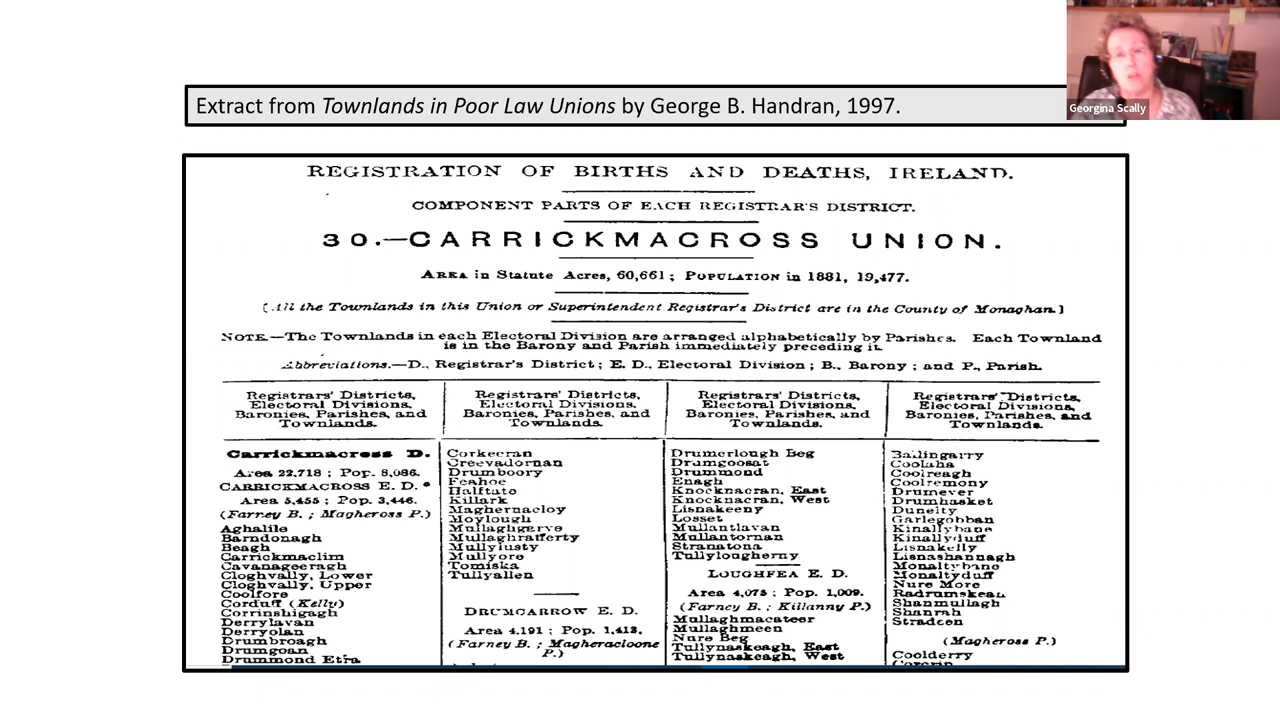 Extract from Townlands in Poor Law Unions by George B. Handran, 1997.
Georgina Scally
REGISTRATION OF BIRTHS AND DEATHS, IRELAND.
COMPONENT PARTS OF EACH REGISTRAR'S DISTRICT.
30.—CARRICKMACROSS UNION.
AREA in Statute Acres, 60,661; POPULATION in 1881, 19,477.
[All the Townlands in this Union or Superintendent Registrar's District are in the County of Monaghan.]
NOTE.—The Townlands in each Electoral Division are arranged alphabetically by Parishes. Each Townland
is in the Barony and Parish immediately preceding it.
Abbreviations.—D., Registrar's District; E. D., Electoral Division; B., Barony; and P., Parish.
Registrars' Districts,
Electoral Divisions,
Baronies, Parishes, and
Townlands.
Carrickmacross D.
Area 22,718; Pop. 8,086.
CARRICKMACROSS E. D.
Area 5,455; Pop. 3,446.
(Farney B.; Magheross P.)
Aghalile
Barndonagh
Beagh
Carrickmaclim
Cavanageeragh
Cloghvally, Lower
Cloghvally, Upper
Coolfore
Corduff (Kelly)
Corrinshigagh
Derrylavan
Derryolan
Drumbroagh
Drumgoan
Drummond Etra
Registrars' Districts,
Electoral Divisions,
Baronies, Parishes, and
Townlands.
Corkeeran
Creevadornan
Drumboory
Feahoe
Halftate
Killark
Maghernacloy
Moylough
Mullaghgarve
Mullaghrafferty
Mullylusty
Mullyore
Tomiska
Tullyallen
DRUMCARROW E. D.
Area 4,191; Pop. 1,413.
(Farney B.; Magheracloone
P.)
Registrars' Districts,
Electoral Divisions,
Baronies, Parishes, and
Townlands.
Drumerlough Beg
Drumgoosat
Drummond
Enagh
Knocknacran, East
Knocknacran, West
Lisnakeeny
Losset
Mullantlavan
Mullantornan
Stranatona
Tullylougherny
LOUGHFEA E. D.
Area 4,075; Pop. 1,009.
(Farney B.; Killanny P.)
Mullaghmacateer
Mullaghmeen
Nure Beg
Tullynaskeagh, East
Tullynaskeagh, West
Registrars' Districts,
Electoral Divisions,
Baronies, Parishes, and
Townlands.
Ballingarry
Coolaha
Coolreagh
Coolremony
Drumever
Drumhasket
Duneity
Garlegobban
Kinallybane
Kinallyduff
Lisnakelly
Lisnashannagh
Monaltybane
Monaltyduff
Nure More
Radrumskean
Shanmullagh
Shanrah
Stradeen
(Magheross P.)
Coolderry